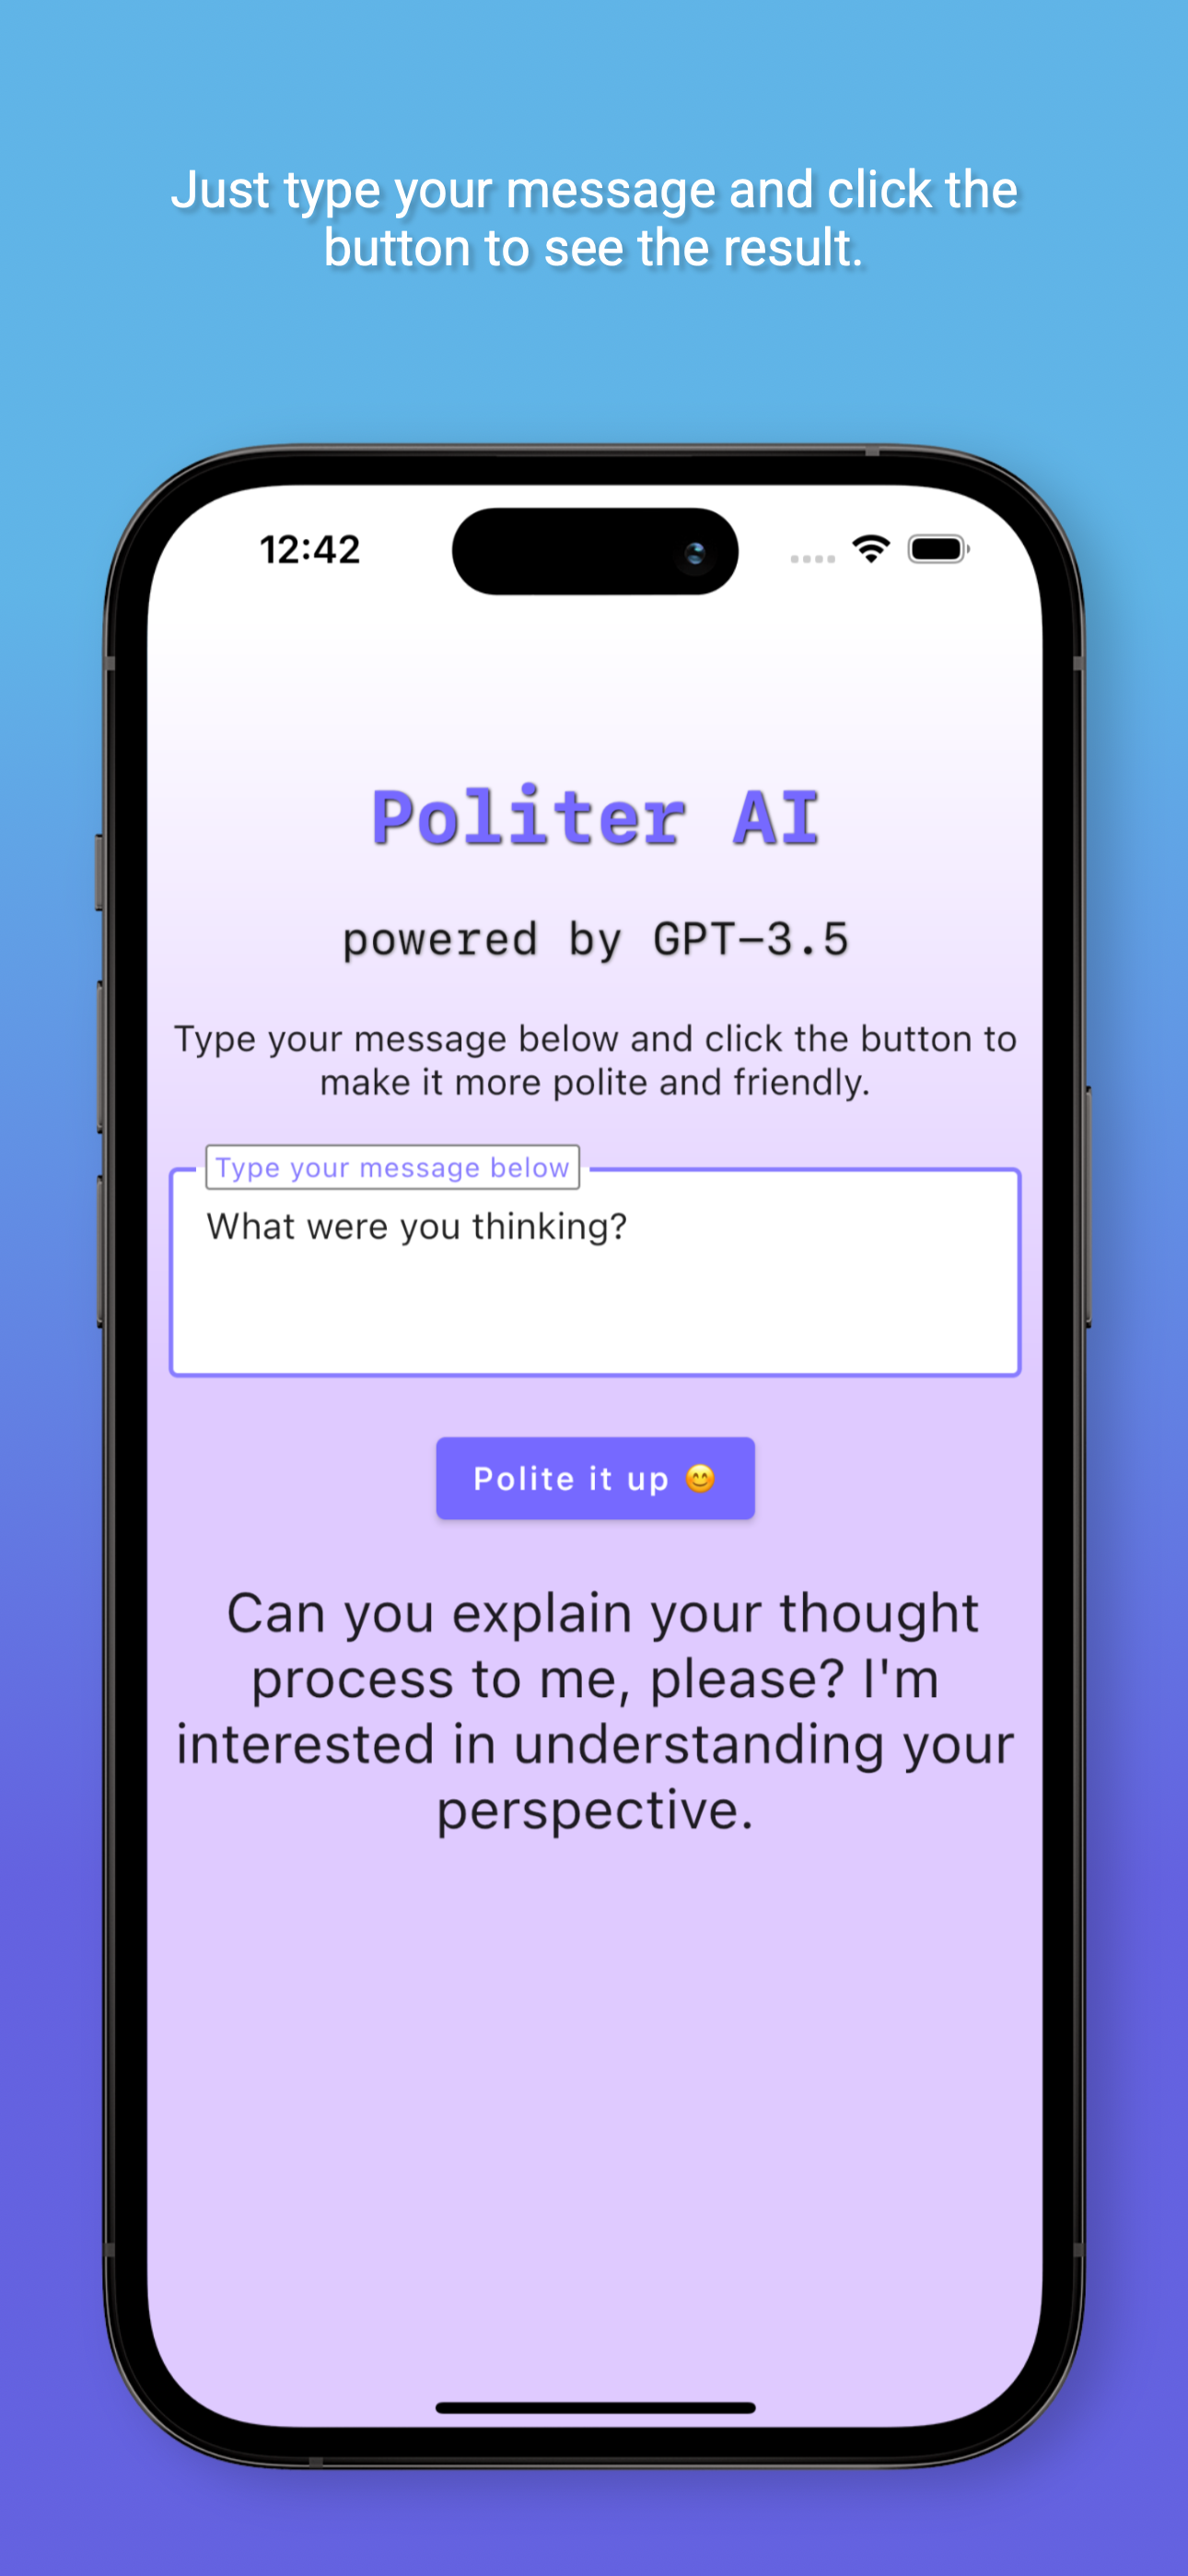 Just type your message and click the
button to see the result.
12:42
Politer AI
powered by GPT-3.5
Type your message below and click the button to
make it more polite and friendly.
Type your message below
What were you thinking?
Polite it up 😊
Can you explain your thought
process to me, please? I'm
interested in understanding your
perspective.